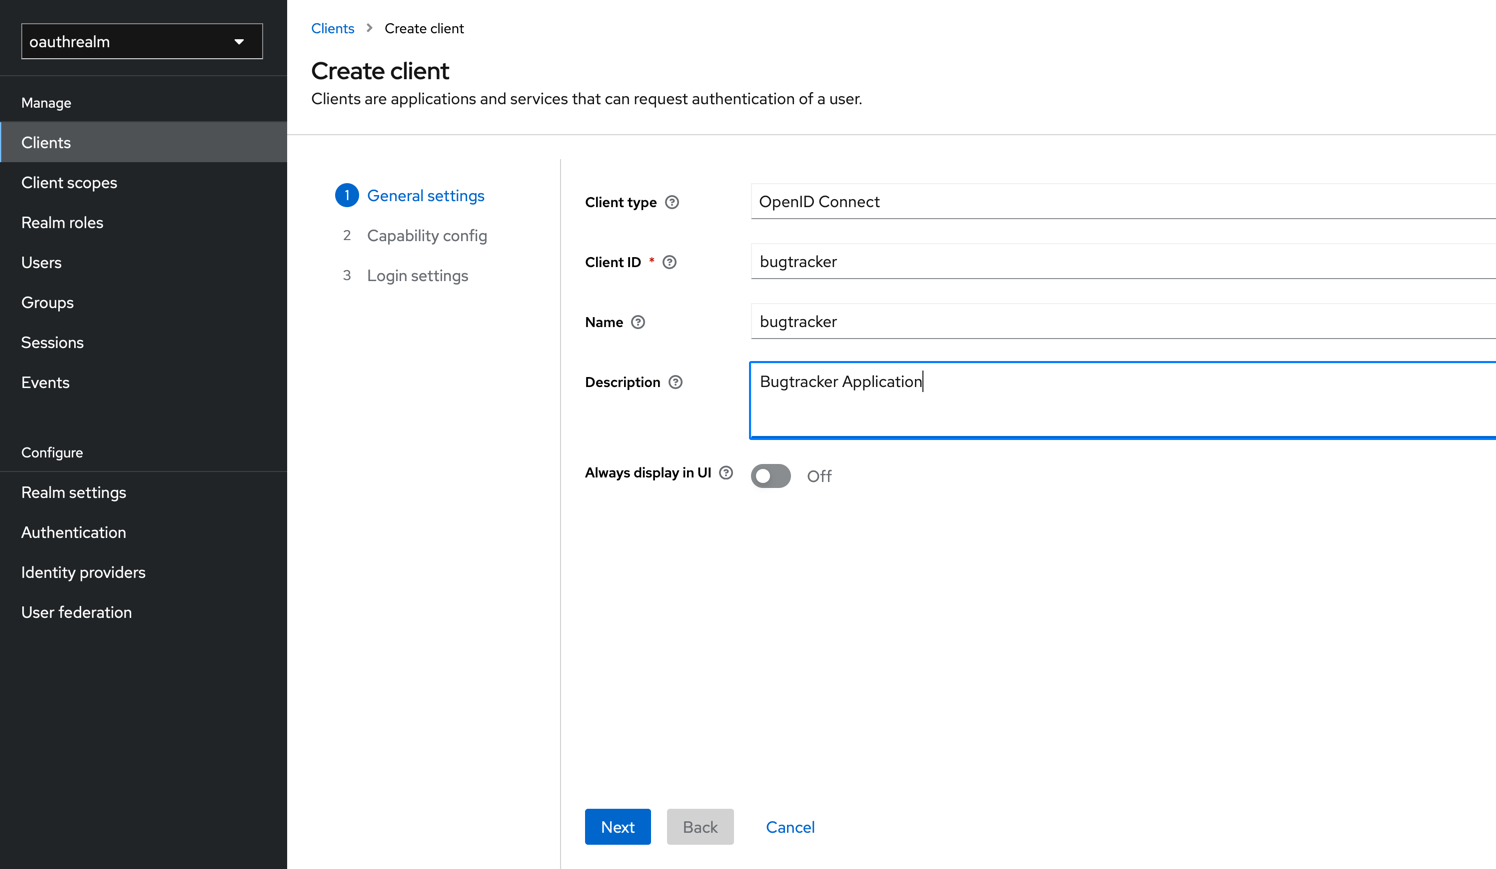 oauthrealm
Manage
Clients
Client scopes
Realm roles
Users
Groups
Sessions
Events
Configure
Realm settings
Authentication
Identity providers
User federation
Clients > Create client
Create client
Clients are applications and services that can request authentication of a user.
1 General settings
2 Capability config
3 Login settings
Client type ? OpenID Connect
Client ID * ? bugtracker
Name ? bugtracker
Description ? Bugtracker Application
Always display in UI ? Off
Next Back Cancel